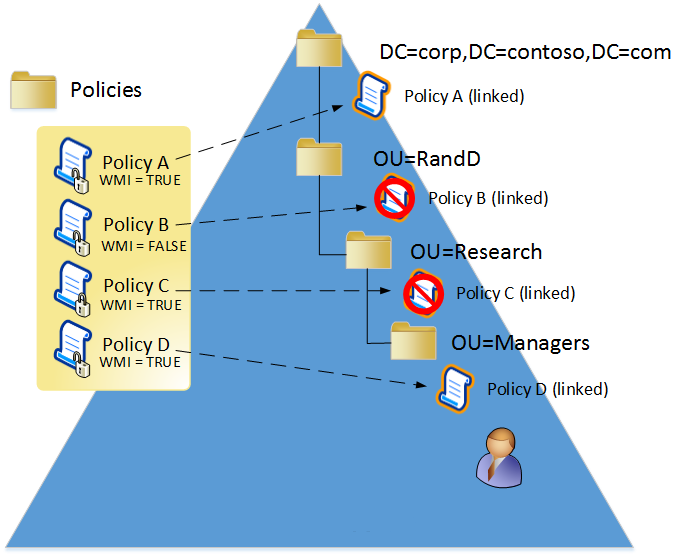 DC=corp,DC=contoso,DC=com
Policies
Policy A (linked)
Policy A
WMI = TRUE
OU=RandD
Policy B (linked)
Policy B
WMI = FALSE
OU=Research
Policy C
WMI = TRUE
Policy C (linked)
OU=Managers
Policy D
WMI = TRUE
Policy D (linked)